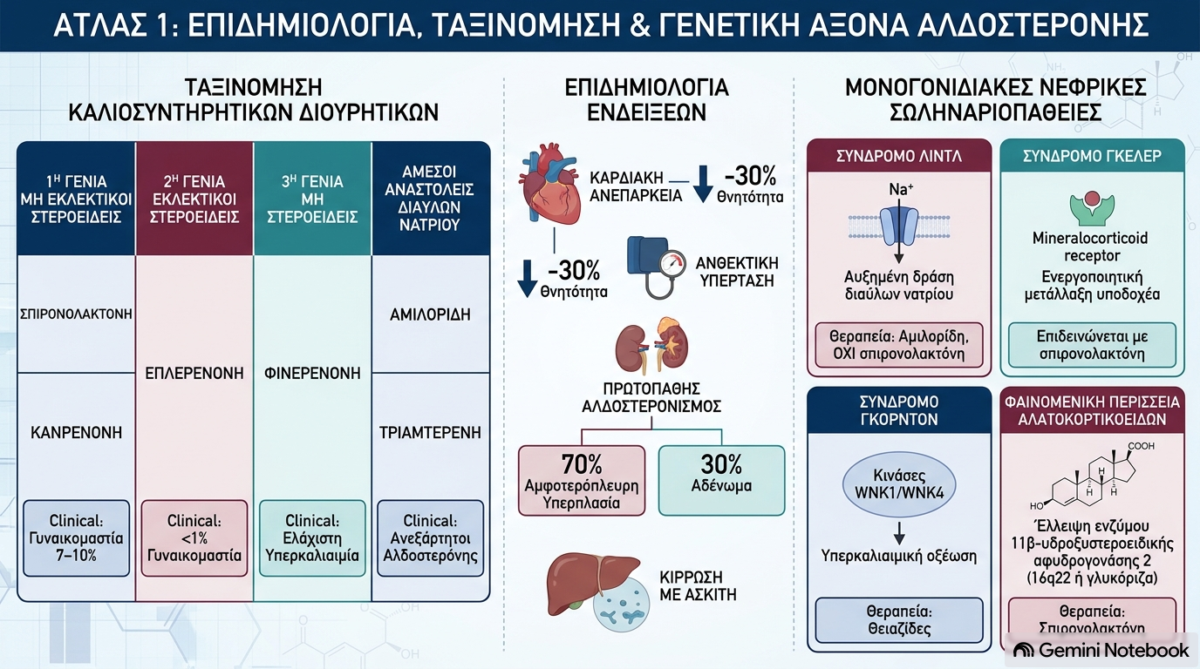 ΑΤΛΑΣ 1: ΕΠΙΔΗΜΙΟΛΟΓΙΑ, ΤΑΞΙΝΟΜΗΣΗ & ΓΕΝΕΤΙΚΗ ΑΞΟΝΑ ΑΛΔΟΣΤΕΡΟΝΗΣ
ΤΑΞΙΝΟΜΗΣΗ
ΚΑΛΙΟΣΥΝΤΗΡΗΤΙΚΩΝ ΔΙΟΥΡΗΤΙΚΩΝ
1Η ΓΕΝΙΑ
ΜΗ ΕΚΛΕΚΤΙΚΟΙ
ΣΤΕΡΟΕΙΔΕΙΣ
ΣΠΙΡΟΝΟΛΑΚΤΟΝΗ
ΚΑΝΡΕΝΟΝΗ
Clinical:
Γυναικομαστία
7–10%
2Η ΓΕΝΙΑ
ΕΚΛΕΚΤΙΚΟΙ
ΣΤΕΡΟΕΙΔΕΙΣ
ΕΠΛΕΡΕΝΟΝΗ
Clinical:
<1%
Γυναικομαστία
3Η ΓΕΝΙΑ
ΜΗ
ΣΤΕΡΟΕΙΔΕΙΣ
ΦΙΝΕΡΕΝΟΝΗ
Clinical:
Ελάχιστη
Υπερκαλιαιμία
ΑΜΕΣΟΙ
ΑΝΑΣΤΟΛΕΙΣ
ΔΙΑΥΛΩΝ
ΝΑΤΡΙΟΥ
ΑΜΙΛΟΡΙΔΗ
ΤΡΙΑΜΤΕΡΕΝΗ
Clinical:
Ανεξάρτητοι
Αλδοστερόνης
ΕΠΙΔΗΜΙΟΛΟΓΙΑ
ΕΝΔΕΙΞΕΩΝ
ΚΑΡΔΙΑΚΗ
ΑΝΕΠΑΡΚΕΙΑ
-30%
Θνητότητα
-30%
Θνητότητα
ΑΝΘΕΚΤΙΚΗ
ΥΠΕΡΤΑΣΗ
ΠΡΩΤΟΠΑΘΗΣ
ΑΛΔΟΣΤΕΡΟΝΙΣΜΟΣ
70%
Αμφοτερόπλευρη
Υπερπλασία
30%
Αδένωμα
ΚΙΡΡΩΣΗ
ΜΕ ΑΣΚΙΤΗ
ΜΟΝΟΓΟΝΙΔΙΑΚΕΣ ΝΕΦΡΙΚΕΣ
ΣΩΛΗΝΑΡΙΟΠΑΘΕΙΕΣ
ΣΥΝΔΡΟΜΟ ΛΙΝΤΛ
Na⁺
Αυξημένη δράση
διαύλων νατρίου
Θεραπεία: Αμιλορίδη,
ΟΧΙ σπιρονολακτόνη
ΣΥΝΔΡΟΜΟ ΓΚΕΛΕΡ
Mineralocorticoid
receptor
Ενεργοποιητική
μετάλλαξη υποδοχέα
Επιδεινώνεται με
σπιρονολακτόνη
ΣΥΝΔΡΟΜΟ
ΓΚΟΡΝΤΟΝ
Κινάσες
WNK1/WNK4
Υπερκαλιαιμική οξέωση
Θεραπεία:
Θειαζίδες
ΦΑΙΝΟΜΕΝΙΚΗ ΠΕΡΙΣΣΕΙΑ
ΑΛΑΤΟΚΟΡΤΙΚΟΕΙΔΩΝ
COOH
H
H
H
HO
Έλλειψη ενζύμου
11β-υδροξυστεροειδικής
αφυδρογονάσης 2
(16q22 ή γλυκόριζα)
Θεραπεία:
Σπιρονολακτόνη
Gemini Notebook